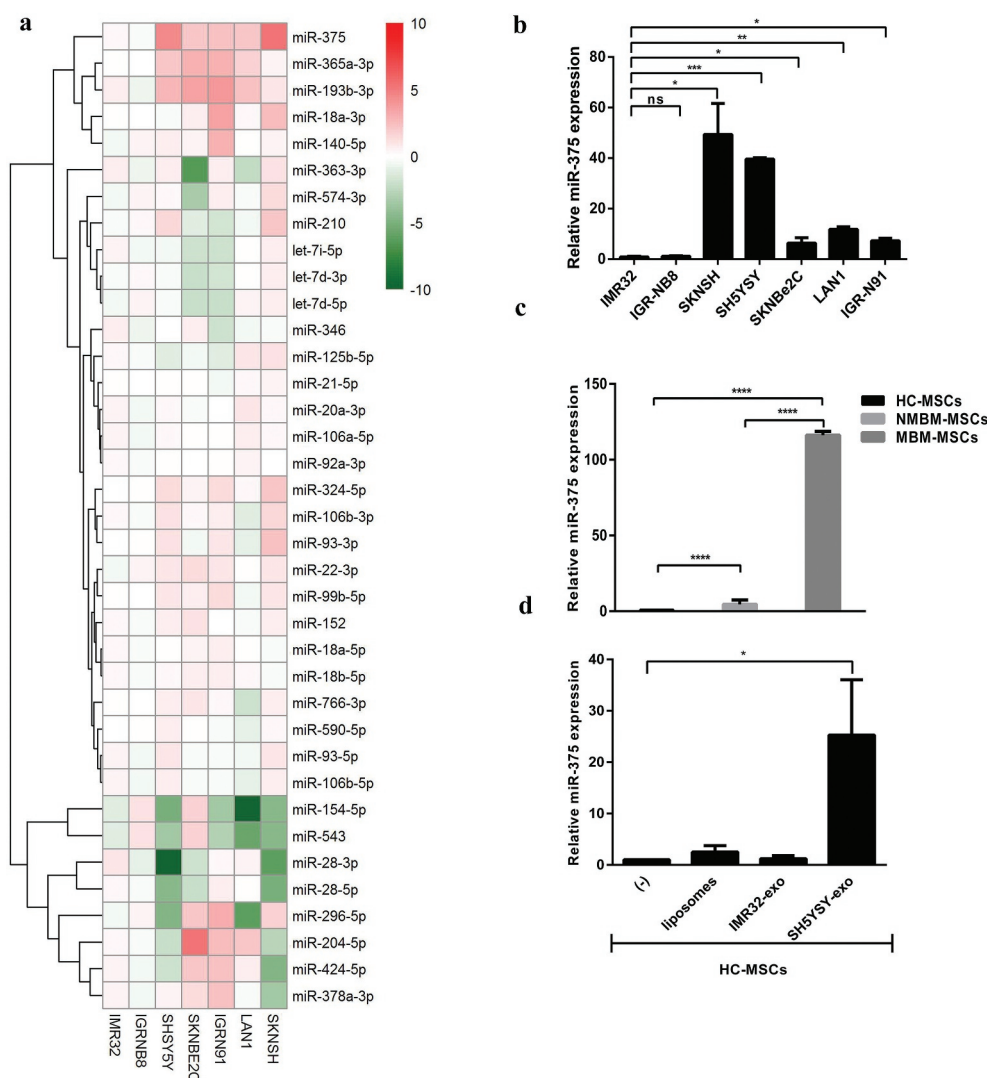 a
miR-375
miR-365a-3p
miR-193b-3p
miR-18a-3p
miR-140-5p
miR-363-3p
miR-574-3p
miR-210
let-7i-5p
let-7d-3p
let-7d-5p
miR-346
miR-125b-5p
miR-21-5p
miR-20a-3p
miR-106a-5p
miR-92a-3p
miR-324-5p
miR-106b-3p
miR-93-3p
miR-22-3p
miR-99b-5p
miR-152
miR-18a-5p
miR-18b-5p
miR-766-3p
miR-590-5p
miR-93-5p
miR-106b-5p
miR-154-5p
miR-543
miR-28-3p
miR-28-5p
miR-296-5p
miR-204-5p
miR-424-5p
miR-378a-3p
IMR32
IGRNB8
SHSY5Y
SKNBE2C
IGRN91
LAN1
SKNSH
10
5
0
-5
-10
b
Relative miR-375 expression
80
60
40
20
0
*
**
*
***
*
ns
IMR32
IGR-NB8
SKNSH
SH5YSY
SKNBe2C
LAN1
IGR-N91
c
Relative miR-375 expression
150
100
50
0
****
****
****
HC-MSCs
NMBM-MSCs
MBM-MSCs
d
Relative miR-375 expression
40
30
20
10
0
*
(-)
liposomes
IMR32-exo
SH5YSY-exo
HC-MSCs